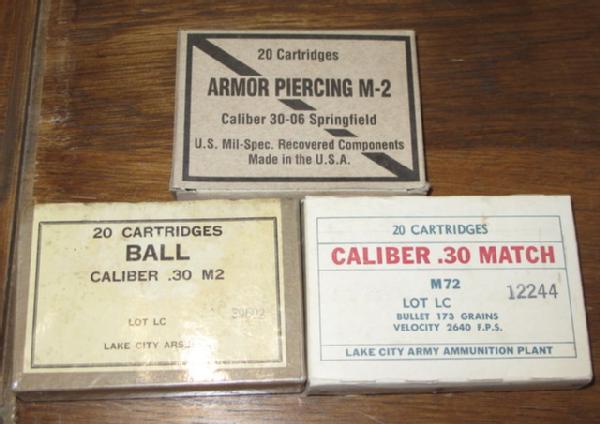 20 Cartridges
ARMOR PIERCING M-2
Caliber 30-06 Springfield
U.S. Mil-Spec. Recovered Components
Made in the U.S.A.
20 CARTRIDGES
BALL
CALIBER .30 M2
LOT LC
LAKE CITY
20 CARTRIDGES
CALIBER .30 MATCH
M72
LOT LC 12244
BULLET 173 GRAINS
VELOCITY 2640 F.P.S.
LAKE CITY ARMY AMMUNITION PLANT